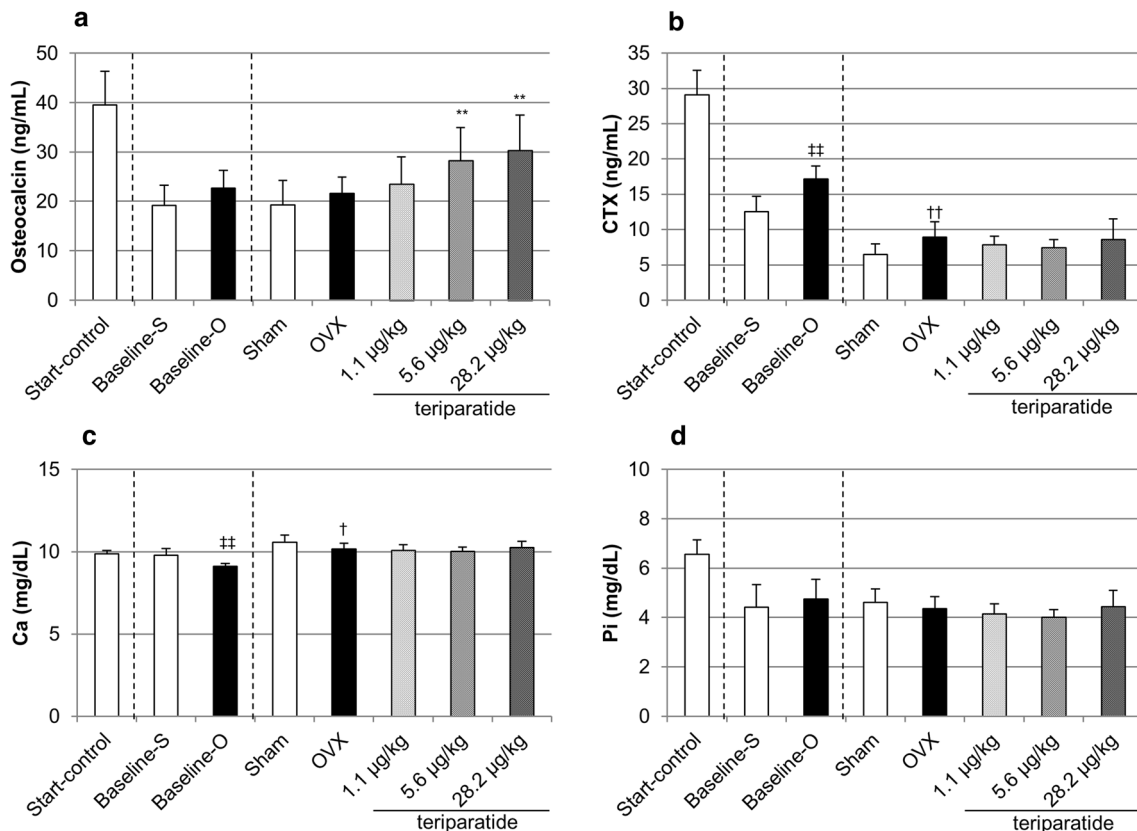 a
Osteocalcin (ng/mL)
50
40
30
20
10
0
**
**
Start-control
Baseline-S
Baseline-O
Sham
OVX
1.1 µg/kg
5.6 µg/kg
28.2 µg/kg
teriparatide
b
CTX (ng/mL)
35
30
25
20
15
10
5
0
‡‡
††
Start-control
Baseline-S
Baseline-O
Sham
OVX
1.1 µg/kg
5.6 µg/kg
28.2 µg/kg
teriparatide
c
Ca (mg/dL)
15
10
5
0
‡‡
†
Start-control
Baseline-S
Baseline-O
Sham
OVX
1.1 µg/kg
5.6 µg/kg
28.2 µg/kg
teriparatide
d
Pi (mg/dL)
10
8
6
4
2
0
Start-control
Baseline-S
Baseline-O
Sham
OVX
1.1 µg/kg
5.6 µg/kg
28.2 µg/kg
teriparatide